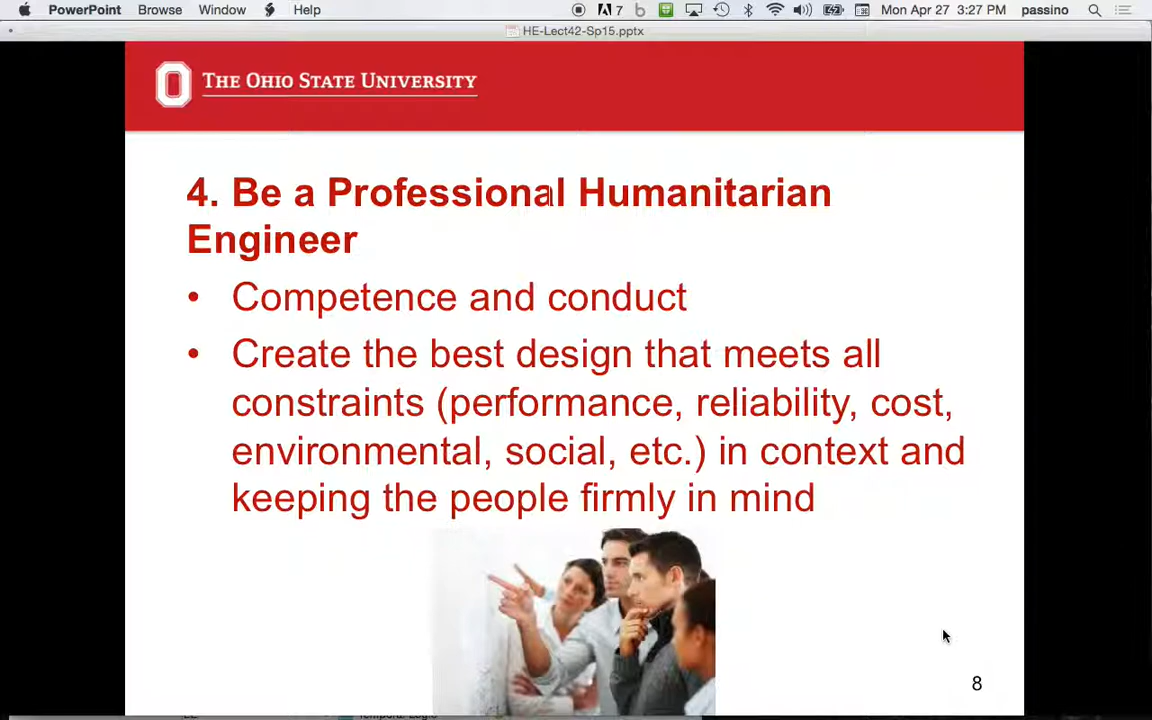 PowerPoint Browse Window Help 7 Mon Apr 27 3:27 PM passino
HE-Lect42-Sp15.pptx
THE OHIO STATE UNIVERSITY
4. Be a Professional Humanitarian
Engineer
• Competence and conduct
• Create the best design that meets all
constraints (performance, reliability, cost,
environmental, social, etc.) in context and
keeping the people firmly in mind
8